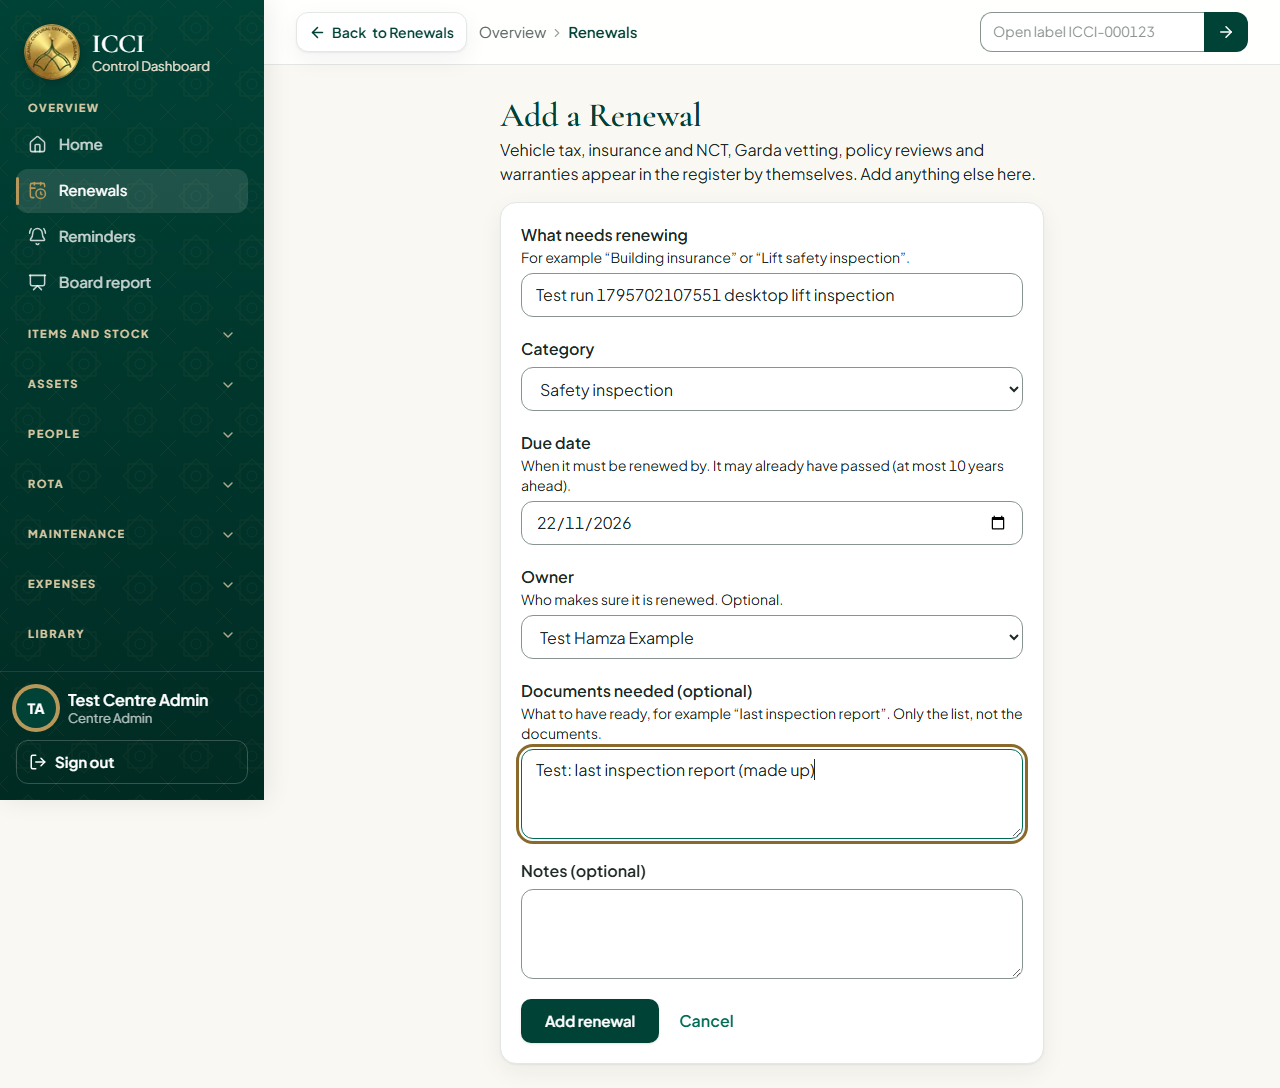 ICCI
Control Dashboard
OVERVIEW
Home
Renewals
Reminders
Board report
ITEMS AND STOCK
ASSETS
PEOPLE
ROTA
MAINTENANCE
EXPENSES
LIBRARY
TA
Test Centre Admin
Centre Admin
Sign out
Back to Renewals
Overview > Renewals
Open label ICCI-000123
Add a Renewal
Vehicle tax, insurance and NCT, Garda vetting, policy reviews and
warranties appear in the register by themselves. Add anything else here.
What needs renewing
For example “Building insurance” or “Lift safety inspection”.
Test run 1795702107551 desktop lift inspection
Category
Safety inspection
Due date
When it must be renewed by. It may already have passed (at most 10 years
ahead).
22/11/2026
Owner
Who makes sure it is renewed. Optional.
Test Hamza Example
Documents needed (optional)
What to have ready, for example “last inspection report”. Only the list, not the
documents.
Test: last inspection report (made up)
Notes (optional)
Add renewal
Cancel